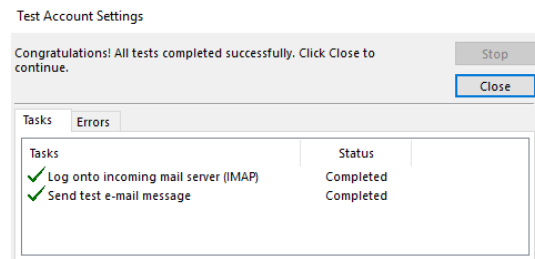 Test Account Settings
Congratulations! All tests completed successfully. Click Close to
continue.
Stop
Close
Tasks
Errors
Tasks Status
Log onto incoming mail server (IMAP) Completed
Send test e-mail message Completed